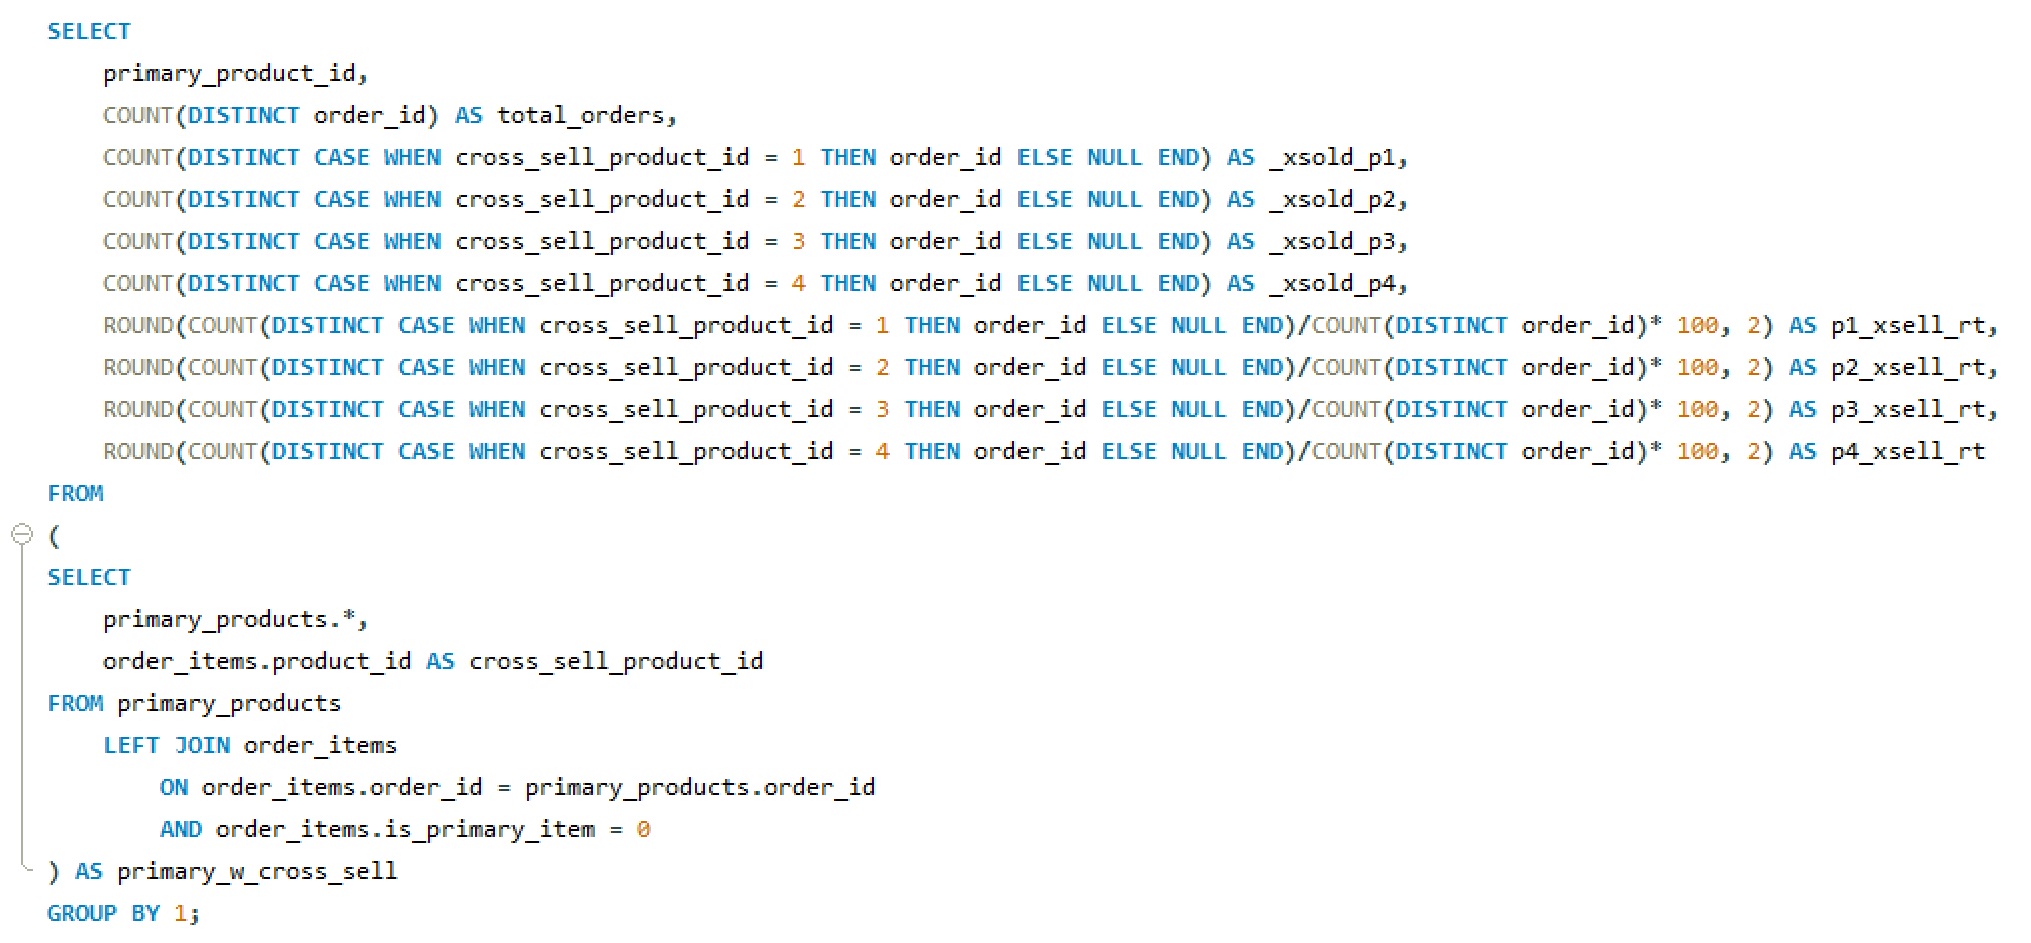 SELECT
primary_product_id,
COUNT(DISTINCT order_id) AS total_orders,
COUNT(DISTINCT CASE WHEN cross_sell_product_id = 1 THEN order_id ELSE NULL END) AS _xsold_p1,
COUNT(DISTINCT CASE WHEN cross_sell_product_id = 2 THEN order_id ELSE NULL END) AS _xsold_p2,
COUNT(DISTINCT CASE WHEN cross_sell_product_id = 3 THEN order_id ELSE NULL END) AS _xsold_p3,
COUNT(DISTINCT CASE WHEN cross_sell_product_id = 4 THEN order_id ELSE NULL END) AS _xsold_p4,
ROUND(COUNT(DISTINCT CASE WHEN cross_sell_product_id = 1 THEN order_id ELSE NULL END)/COUNT(DISTINCT order_id)* 100, 2) AS p1_xsell_rt,
ROUND(COUNT(DISTINCT CASE WHEN cross_sell_product_id = 2 THEN order_id ELSE NULL END)/COUNT(DISTINCT order_id)* 100, 2) AS p2_xsell_rt,
ROUND(COUNT(DISTINCT CASE WHEN cross_sell_product_id = 3 THEN order_id ELSE NULL END)/COUNT(DISTINCT order_id)* 100, 2) AS p3_xsell_rt,
ROUND(COUNT(DISTINCT CASE WHEN cross_sell_product_id = 4 THEN order_id ELSE NULL END)/COUNT(DISTINCT order_id)* 100, 2) AS p4_xsell_rt
FROM
(
SELECT
primary_products.*,
order_items.product_id AS cross_sell_product_id
FROM primary_products
LEFT JOIN order_items
ON order_items.order_id = primary_products.order_id
AND order_items.is_primary_item = 0
) AS primary_w_cross_sell
GROUP BY 1;